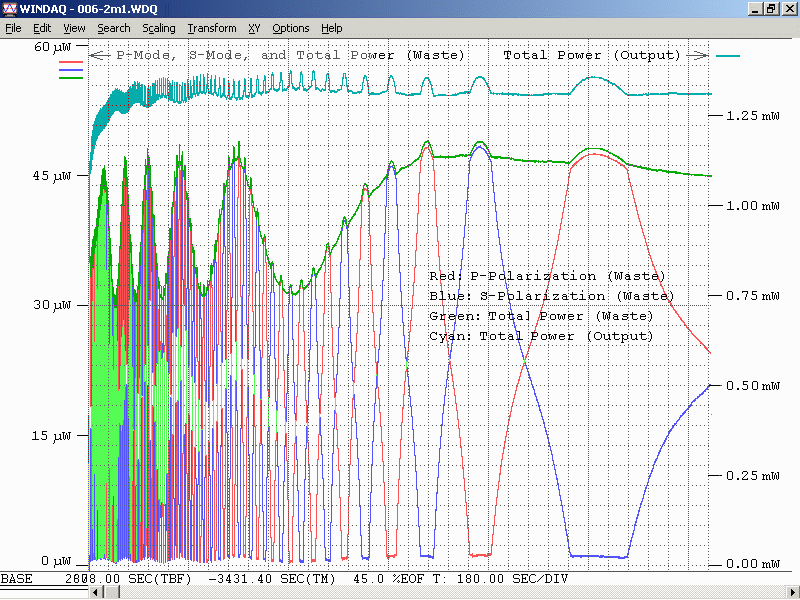 WINDAQ - 006-2m1.WDQ
File Edit View Search Scaling Transform XY Options Help
60 µW P-Mode, S-Mode, and Total Power (Waste) Total Power (Output)
1.25 mW
45 µW
1.00 mW
Red: P-Polarization (Waste)
Blue: S-Polarization (Waste)
0.75 mW
30 µW
Green: Total Power (Waste)
Cyan: Total Power (Output)
0.50 mW
15 µW
0.25 mW
0 µW
0.00 mW
BASE 2808.00 SEC(TBF) -3431.40 SEC(TM) 45.0 %EOF T: 180.00 SEC/DIV